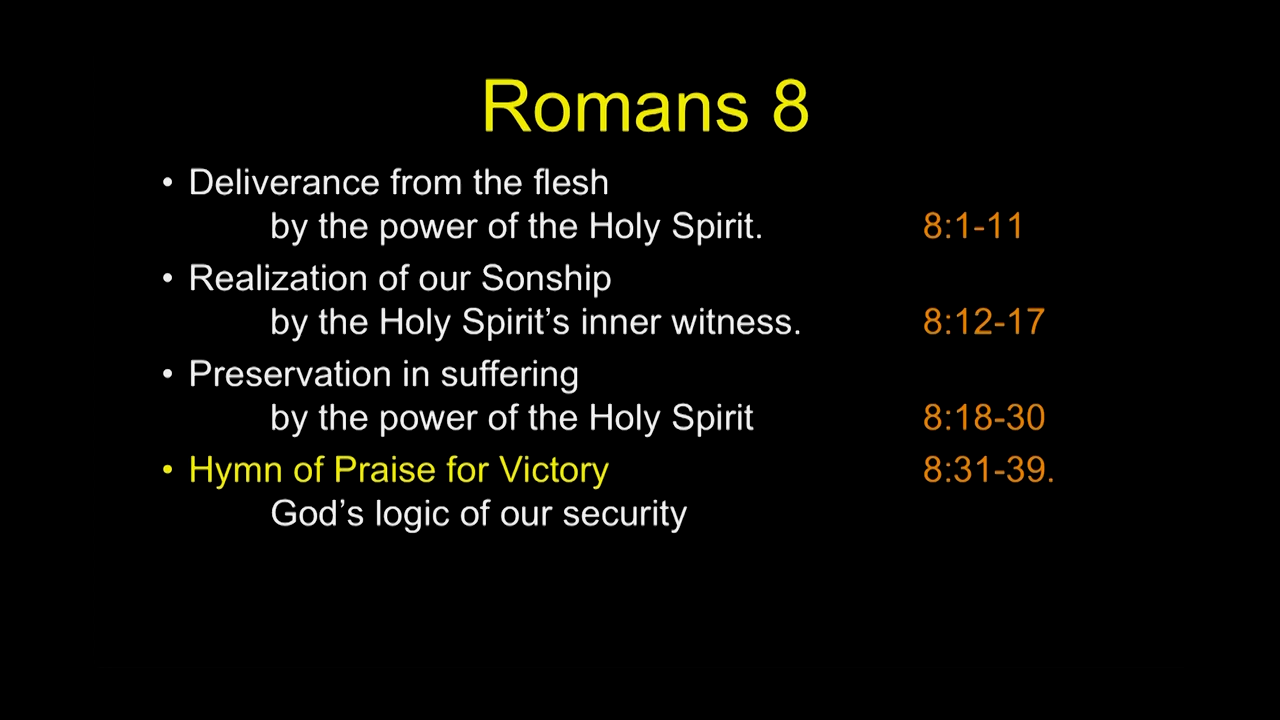 Romans 8
• Deliverance from the flesh
by the power of the Holy Spirit. 8:1-11
• Realization of our Sonship
by the Holy Spirit’s inner witness. 8:12-17
• Preservation in suffering
by the power of the Holy Spirit 8:18-30
• Hymn of Praise for Victory 8:31-39.
God’s logic of our security